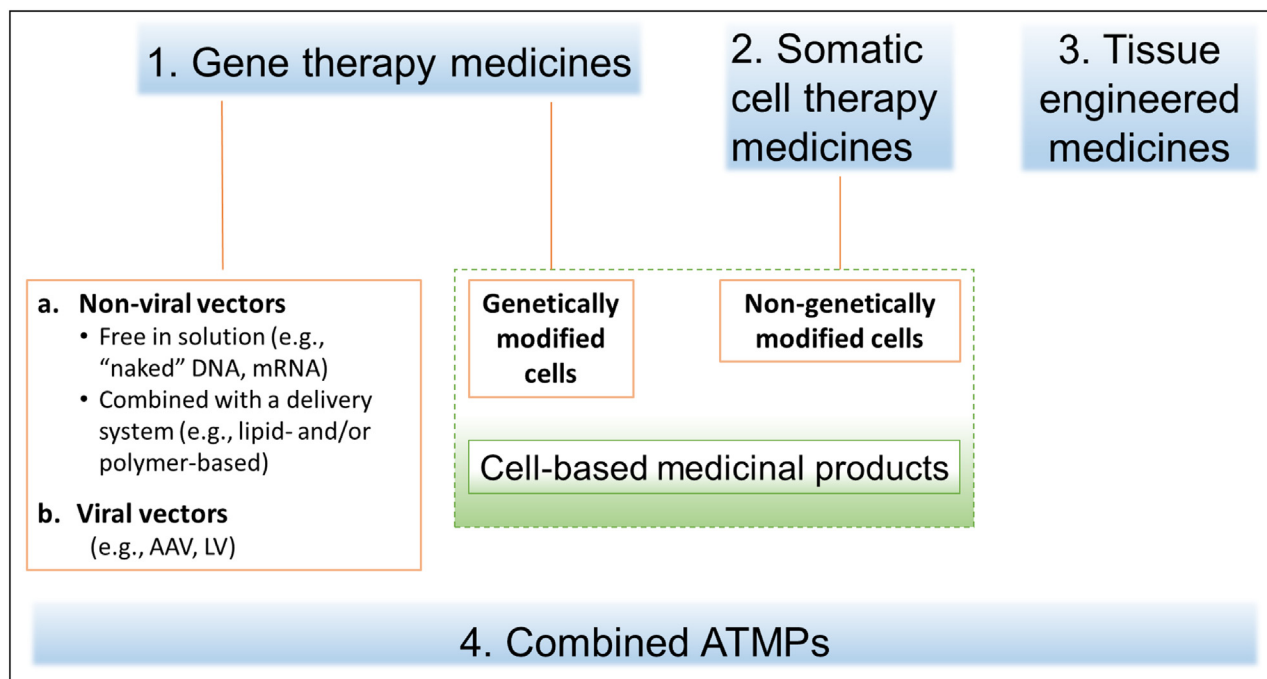 1. Gene therapy medicines
2. Somatic
cell therapy
medicines
3. Tissue
engineered
medicines
a. Non-viral vectors
• Free in solution (e.g.,
“naked” DNA, mRNA)
• Combined with a delivery
system (e.g., lipid- and/or
polymer-based)
b. Viral vectors
(e.g., AAV, LV)
Genetically
modified
cells
Non-genetically
modified cells
Cell-based medicinal products
4. Combined ATMPs